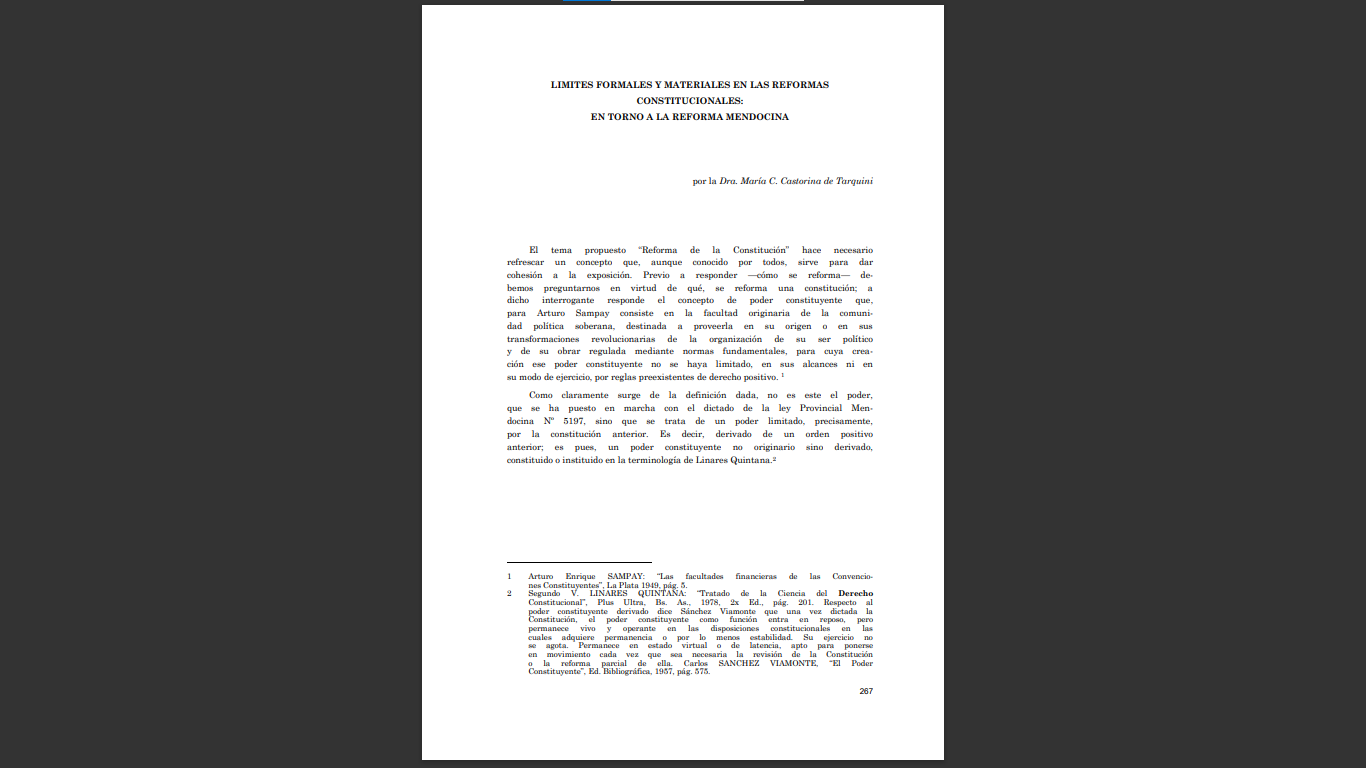 LIMITES FORMALES Y MATERIALES EN LAS REFORMAS
CONSTITUCIONALES:
EN TORNO A LA REFORMA MENDOCINA
por la Dra. María C. Castorina de Tarquini
El tema propuesto “Reforma de la Constitución” hace necesario
refrescar un concepto que, aunque conocido por todos, sirve para dar
cohesión a la exposición. Previo a responder —cómo se reforma— de-
bemos preguntarnos en virtud de qué, se reforma una constitución; a
dicho interrogante responde el concepto de poder constituyente que,
para Arturo Sampay consiste en la facultad originaria de la comuni-
dad política soberana, destinada a proveerla en su origen o en sus
transformaciones revolucionarias de la organización de su ser político
y de su obrar regulada mediante normas fundamentales, para cuya crea-
ción ese poder constituyente no se haya limitado, en sus alcances ni en
su modo de ejercicio, por reglas preexistentes de derecho positivo. 1
Como claramente surge de la definición dada, no es este el poder,
que se ha puesto en marcha con el dictado de la ley Provincial Men-
docina Nº 5197, sino que se trata de un poder limitado, precisamente,
por la constitución anterior. Es decir, derivado de un orden positivo
anterior; es pues, un poder constituyente no originario sino derivado,
constituido o instituido en la terminología de Linares Quintana.2
1 Arturo Enrique SAMPAY: “Las facultades financieras de las Convencio-
nes Constituyentes”, La Plata 1949, pág. 5.
2 Segundo V. LINARES QUINTANA: “Tratado de la Ciencia del Derecho
Constitucional”, Plus Ultra, Bs. As., 1978, 2x Ed., pág. 201. Respecto al
poder constituyente derivado dice Sánchez Viamonte que una vez dictada la
Constitución, el poder constituyente como función entra en reposo, pero
permanece vivo y operante en las disposiciones constitucionales en las
cuales adquiere permanencia o por lo menos estabilidad. Su ejercicio no
se agota. Permanece en estado virtual o de latencia, apto para ponerse
en movimiento cada vez que sea necesaria la revisión de la Constitución
o la reforma parcial de ella. Carlos SANCHEZ VIAMONTE, “El Poder
Constituyente”, Ed. Bibliográfica, 1957, pág. 575.
267